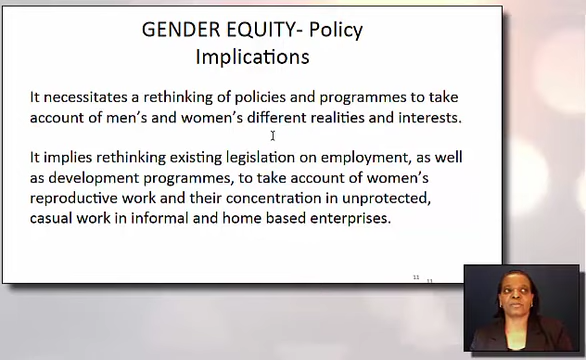 GENDER EQUITY- Policy
Implications
It necessitates a rethinking of policies and programmes to take
account of men's and women's different realities and interests.
It implies rethinking existing legislation on employment, as well
as development programmes, to take account of women's
reproductive work and their concentration in unprotected,
casual work in informal and home based enterprises.
11 11